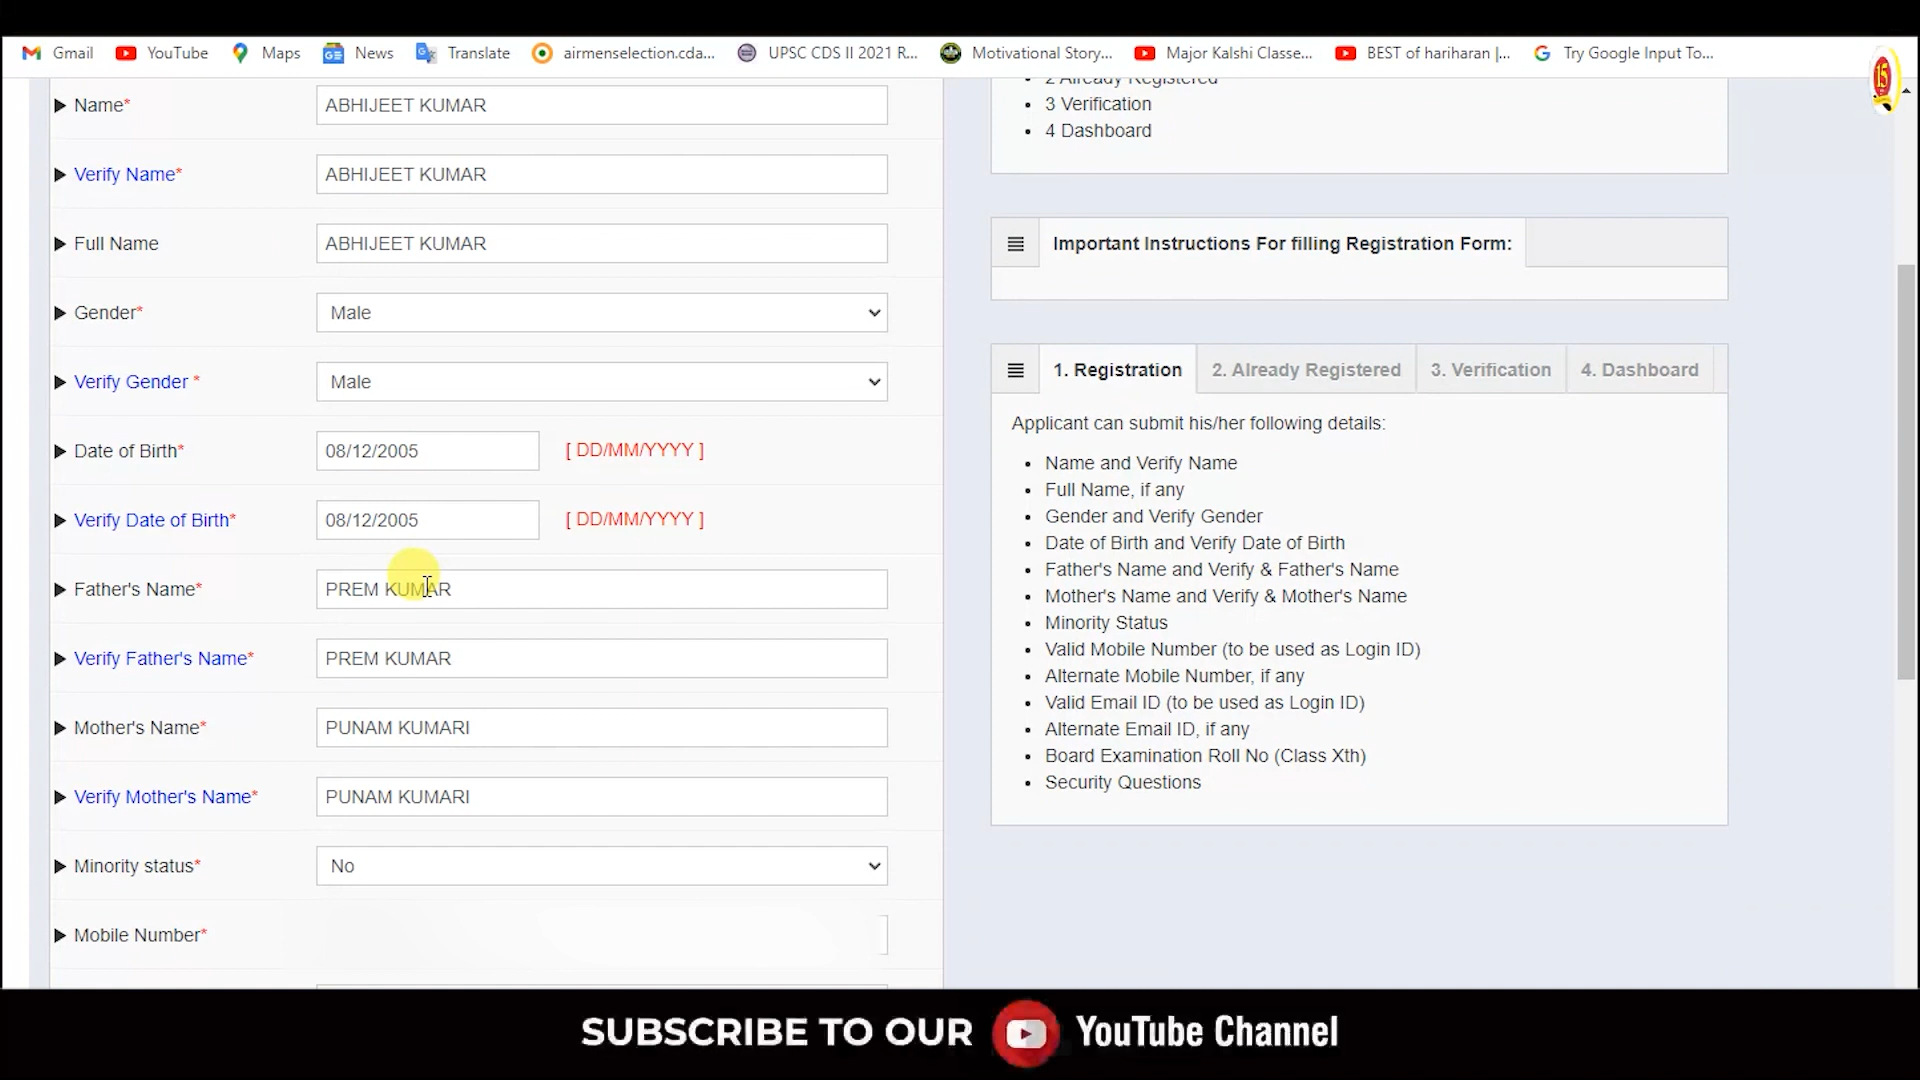 Gmail YouTube Maps News Translate airmenselection.cda... UPSC CDS II 2021 R... Motivational Story... Major Kalshi Classe... BEST of hariharan |... Try Google Input To...
15
Name* ABHIJEET KUMAR
Verify Name* ABHIJEET KUMAR
Full Name ABHIJEET KUMAR
Gender* Male
Verify Gender * Male
Date of Birth* 08/12/2005 [ DD/MM/YYYY ]
Verify Date of Birth* 08/12/2005 [ DD/MM/YYYY ]
Father's Name* PREM KUMAR
Verify Father's Name* PREM KUMAR
Mother's Name* PUNAM KUMARI
Verify Mother's Name* PUNAM KUMARI
Minority status* No
Mobile Number*
2 Already Registered
3 Verification
4 Dashboard
Important Instructions For filling Registration Form:
1. Registration 2. Already Registered 3. Verification 4. Dashboard
Applicant can submit his/her following details:
Name and Verify Name
Full Name, if any
Gender and Verify Gender
Date of Birth and Verify Date of Birth
Father's Name and Verify & Father's Name
Mother's Name and Verify & Mother's Name
Minority Status
Valid Mobile Number (to be used as Login ID)
Alternate Mobile Number, if any
Valid Email ID (to be used as Login ID)
Alternate Email ID, if any
Board Examination Roll No (Class Xth)
Security Questions
SUBSCRIBE TO OUR YouTube Channel